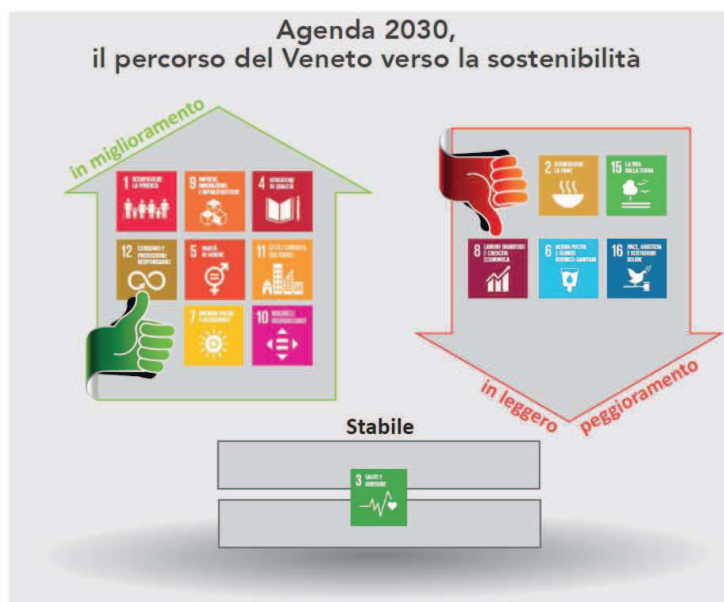 Agenda 2030,
il percorso del Veneto verso la sostenibilità
in miglioramento
1 SCONFIGGERE
LA POVERTÀ
9 IMPRESE,
INNOVAZIONE
E INFRASTRUTTURE
4 ISTRUZIONE
DI QUALITÀ
12 CONSUMO E
PRODUZIONE
RESPONSABILI
5 PARITÀ
DI GENERE
11 CITTÀ E COMUNITÀ
SOSTENIBILI
7 ENERGIA PULITA
E ACCESSIBILE
10 RIDURRE LE
DISUGUAGLIANZE
2 SCONFIGGERE
LA FAME
15 LA VITA
SULLA TERRA
8 LAVORO DIGNITOSO
E CRESCITA
ECONOMICA
6 ACQUA PULITA
E SERVIZI
IGIENICO-SANITARI
16 PACE, GIUSTIZIA
E ISTITUZIONI
SOLIDE
in leggero peggioramento
Stabile
3 SALUTE E
BENESSERE